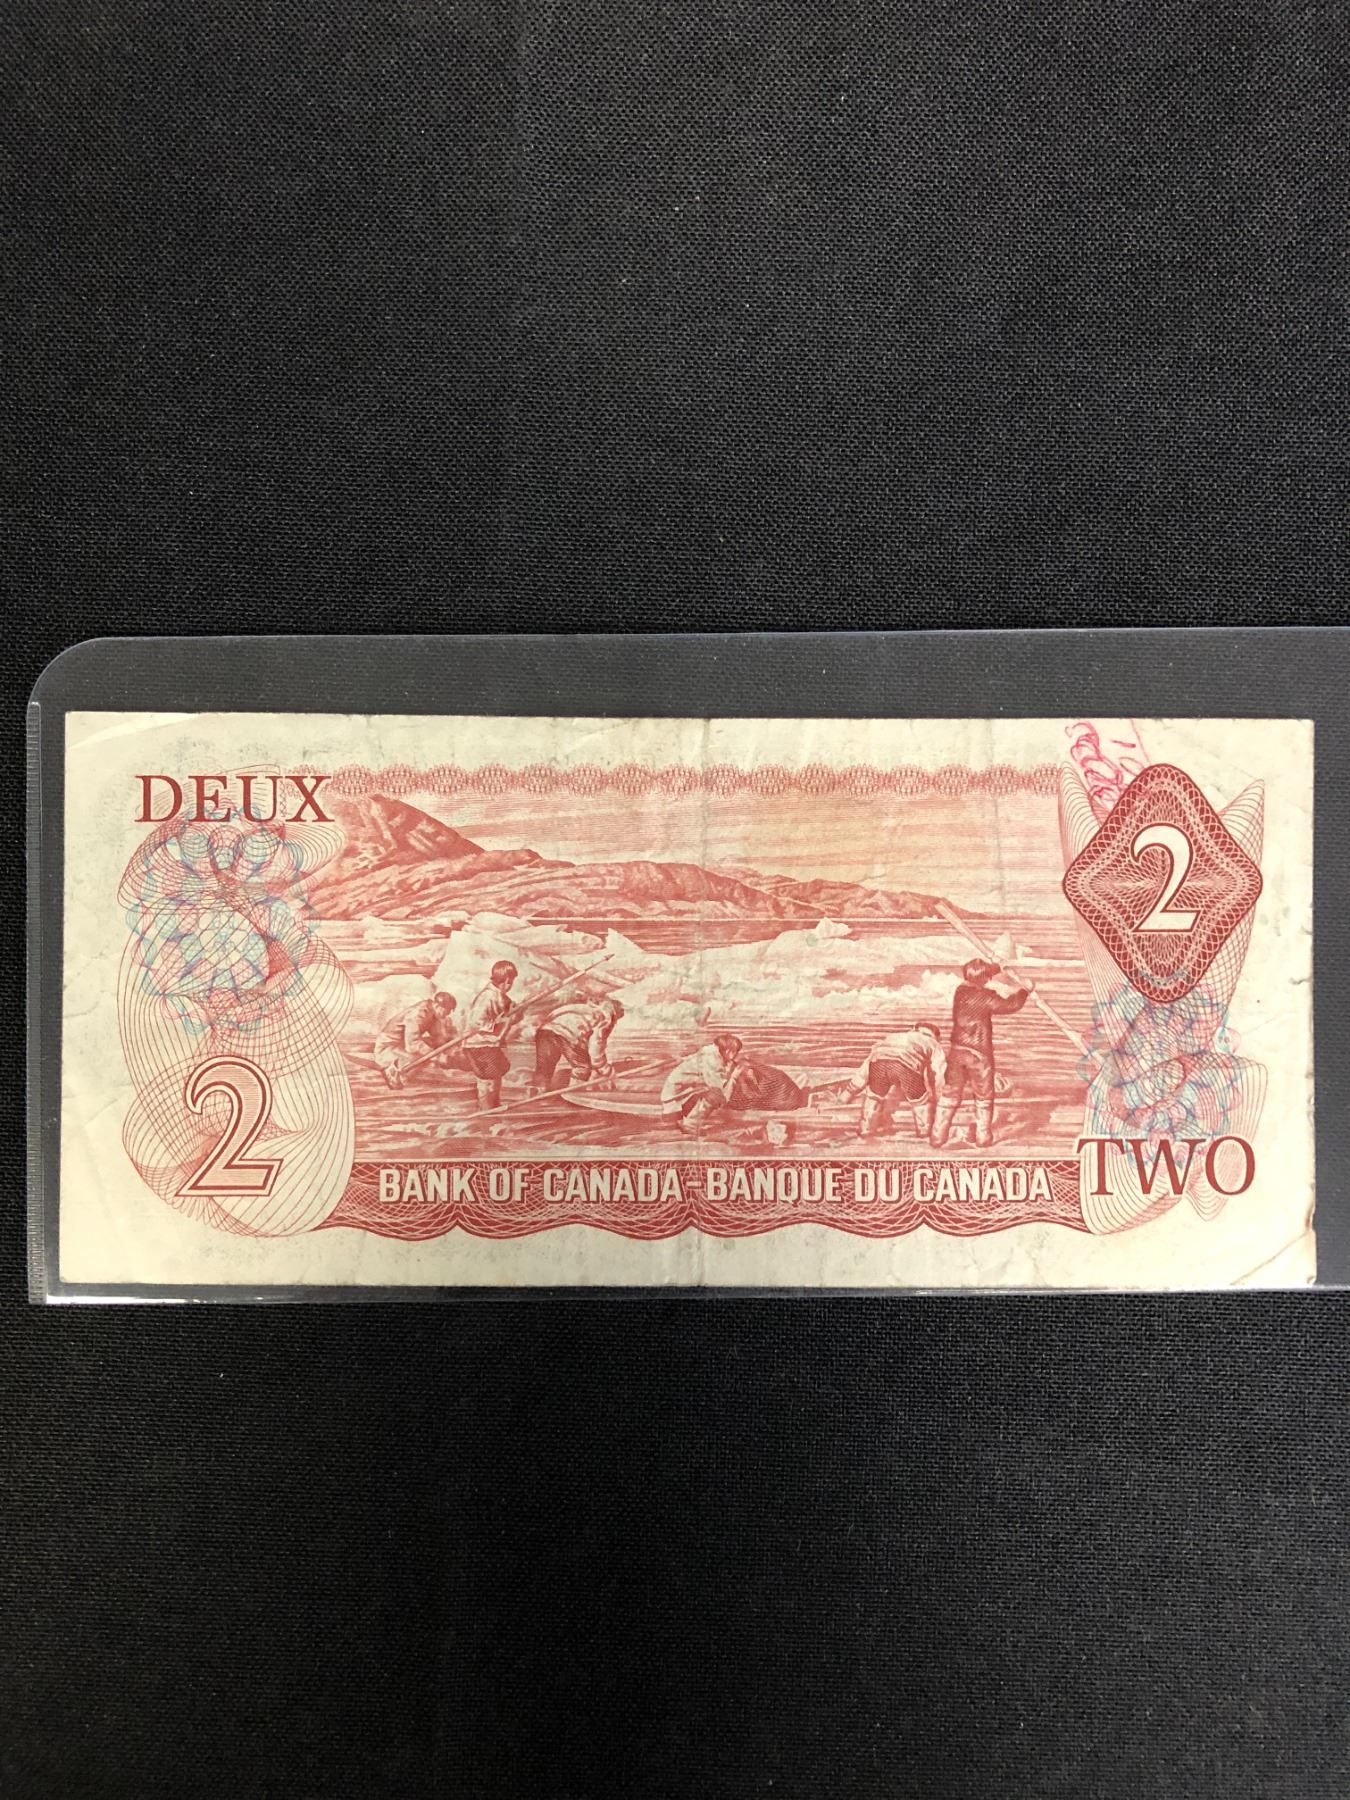 DEUX
2
2
BANK OF CANADA-BANQUE DU CANADA
TWO